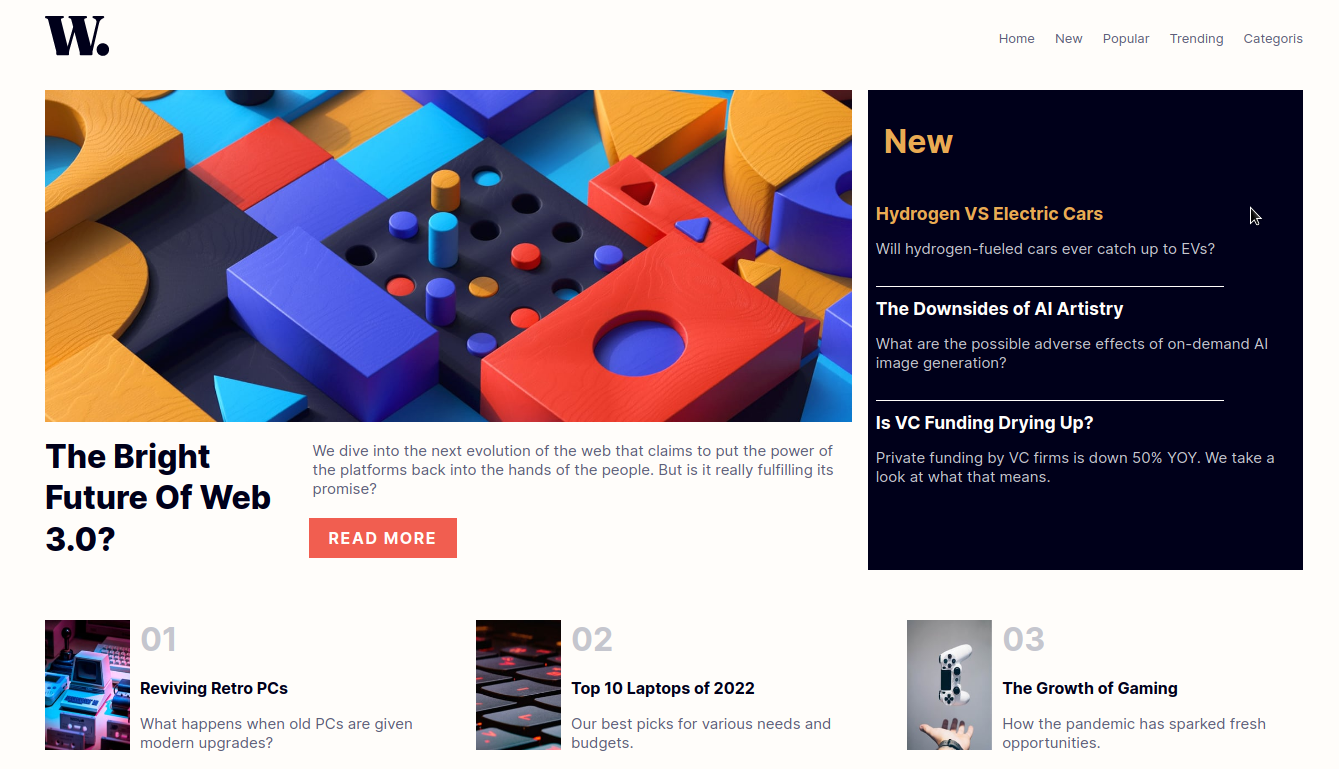 W.
Home New Popular Trending Categoris
New
Hydrogen VS Electric Cars
Will hydrogen-fueled cars ever catch up to EVs?
The Downsides of AI Artistry
What are the possible adverse effects of on-demand AI
image generation?
Is VC Funding Drying Up?
Private funding by VC firms is down 50% YOY. We take a
look at what that means.
The Bright
Future Of Web
3.0?
We dive into the next evolution of the web that claims to put the power of
the platforms back into the hands of the people. But is it really fulfilling its
promise?
READ MORE
01
Reviving Retro PCs
What happens when old PCs are given
modern upgrades?
02
Top 10 Laptops of 2022
Our best picks for various needs and
budgets.
03
The Growth of Gaming
How the pandemic has sparked fresh
opportunities.